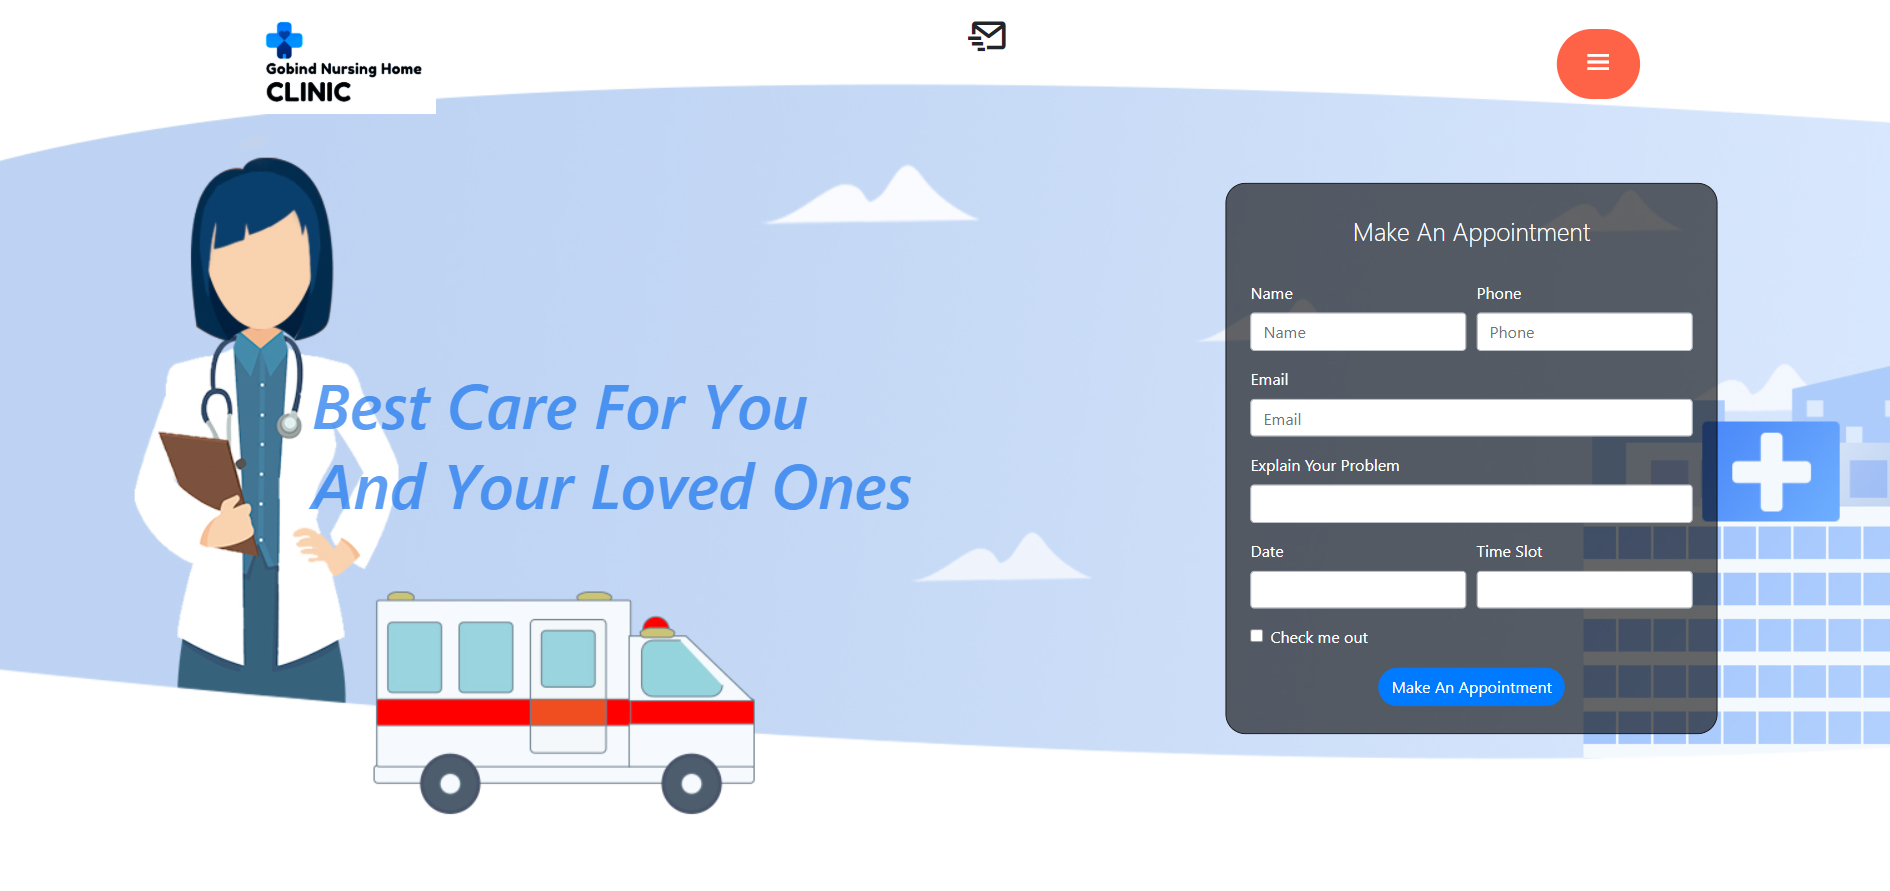 Gobind Nursing Home
CLINIC
Best Care For You
And Your Loved Ones
Make An Appointment
Name
Phone
Name
Phone
Email
Email
Explain Your Problem
Date
Time Slot
Check me out
Make An Appointment